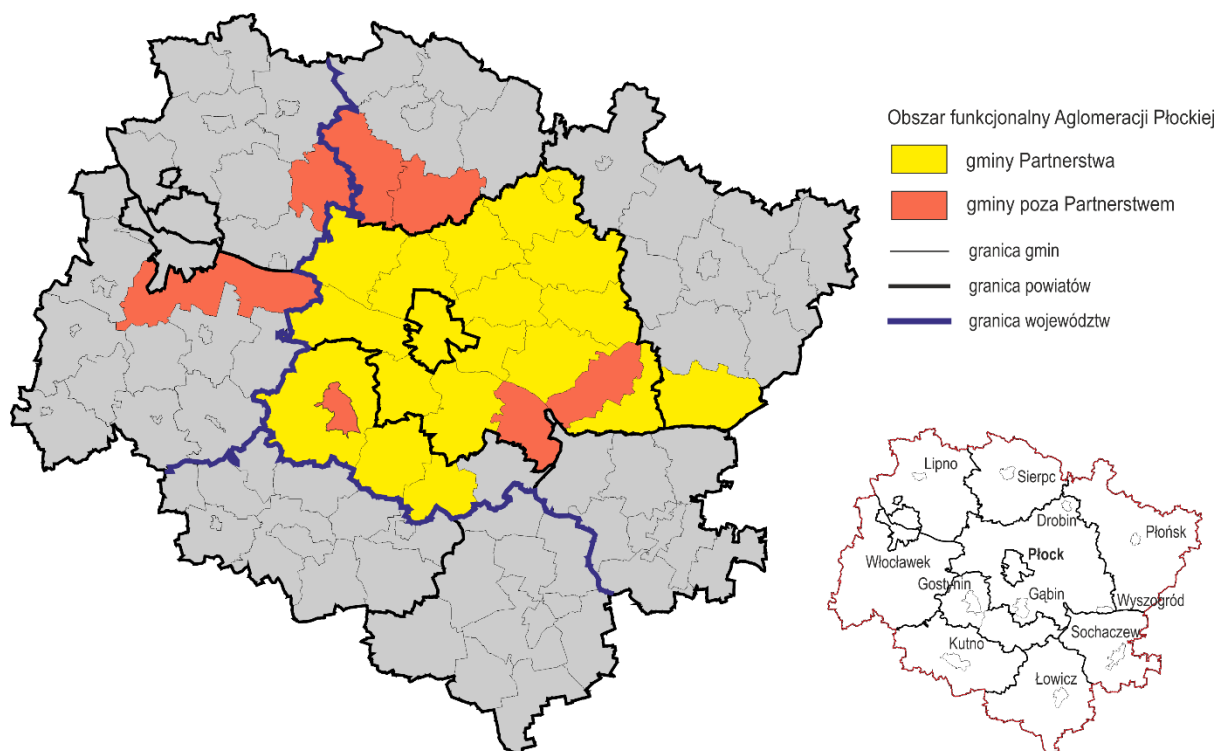 Obszar funkcjonalny Aglomeracji Płockiej
gminy Partnerstwa
gminy poza Partnerstwem
granica gmin
granica powiatów
granica województw
Lipno
Sierpc
Drobin
Płońsk
Płock
Włocławek
Gostynin
Gąbin
Wyszogród
Sochaczew
Kutno
Łowicz